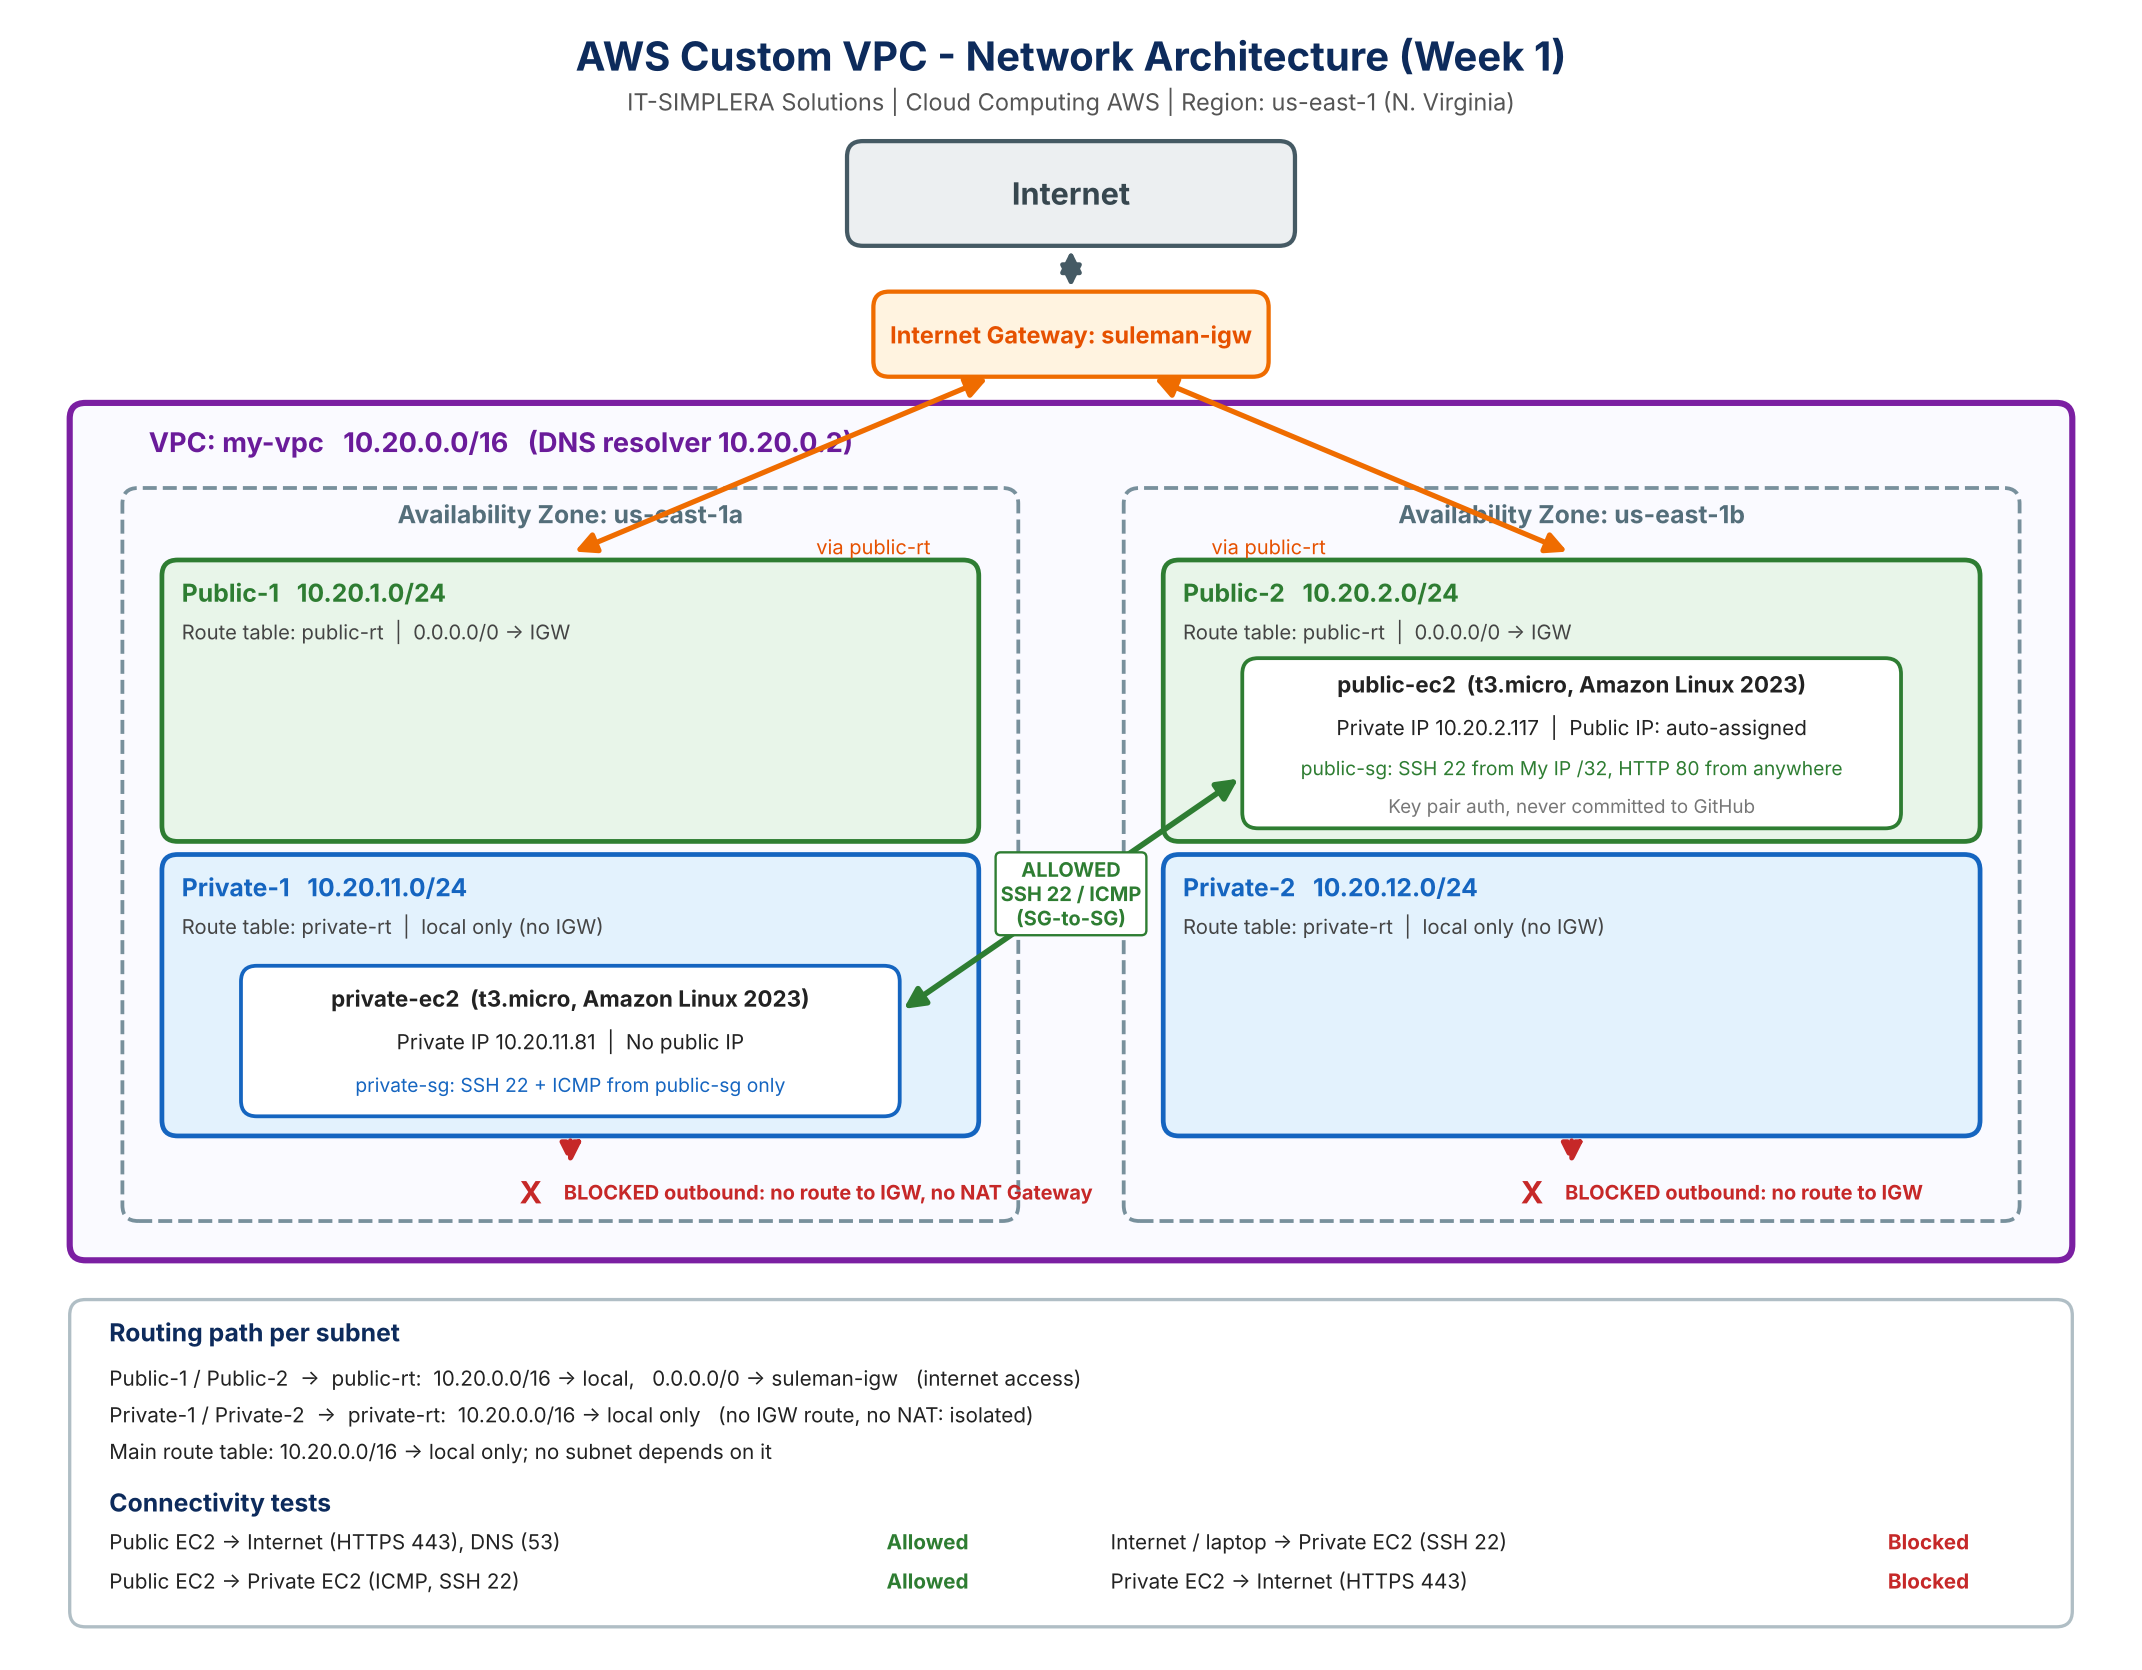 AWS Custom VPC - Network Architecture (Week 1)
IT-SIMPLERA Solutions | Cloud Computing AWS | Region: us-east-1 (N. Virginia)
Internet
Internet Gateway: suleman-igw
VPC: my-vpc 10.20.0.0/16 (DNS resolver 10.20.0.2)
Availability Zone: us-east-1a
via public-rt
Public-1 10.20.1.0/24
Route table: public-rt | 0.0.0.0/0 → IGW
Availability Zone: us-east-1b
via public-rt
Public-2 10.20.2.0/24
Route table: public-rt | 0.0.0.0/0 → IGW
public-ec2 (t3.micro, Amazon Linux 2023)
Private IP 10.20.2.117 | Public IP: auto-assigned
public-sg: SSH 22 from My IP /32, HTTP 80 from anywhere
Key pair auth, never committed to GitHub
ALLOWED
SSH 22 / ICMP
(SG-to-SG)
Private-1 10.20.11.0/24
Route table: private-rt | local only (no IGW)
private-ec2 (t3.micro, Amazon Linux 2023)
Private IP 10.20.11.81 | No public IP
private-sg: SSH 22 + ICMP from public-sg only
X BLOCKED outbound: no route to IGW, no NAT Gateway
Private-2 10.20.12.0/24
Route table: private-rt | local only (no IGW)
X BLOCKED outbound: no route to IGW
Routing path per subnet
Public-1 / Public-2 → public-rt: 10.20.0.0/16 → local, 0.0.0.0/0 → suleman-igw (internet access)
Private-1 / Private-2 → private-rt: 10.20.0.0/16 → local only (no IGW route, no NAT: isolated)
Main route table: 10.20.0.0/16 → local only; no subnet depends on it
Connectivity tests
Public EC2 → Internet (HTTPS 443), DNS (53) Allowed
Internet / laptop → Private EC2 (SSH 22) Blocked
Public EC2 → Private EC2 (ICMP, SSH 22) Allowed
Private EC2 → Internet (HTTPS 443) Blocked